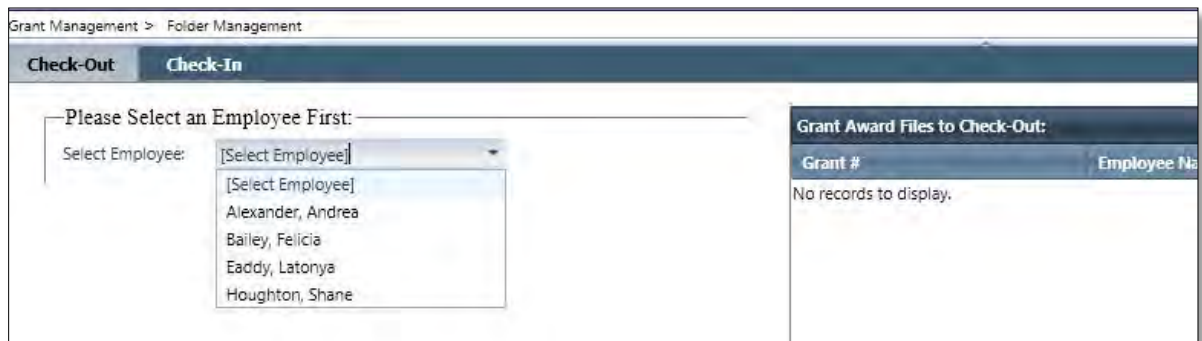 Grant Management > Folder Management
Check-Out Check-In
Please Select an Employee First:
Select Employee: [Select Employee]
[Select Employee]
Alexander, Andrea
Bailey, Felicia
Eaddy, Latonya
Houghton, Shane
Grant Award Files to Check-Out:
Grant # Employee Na
No records to display.